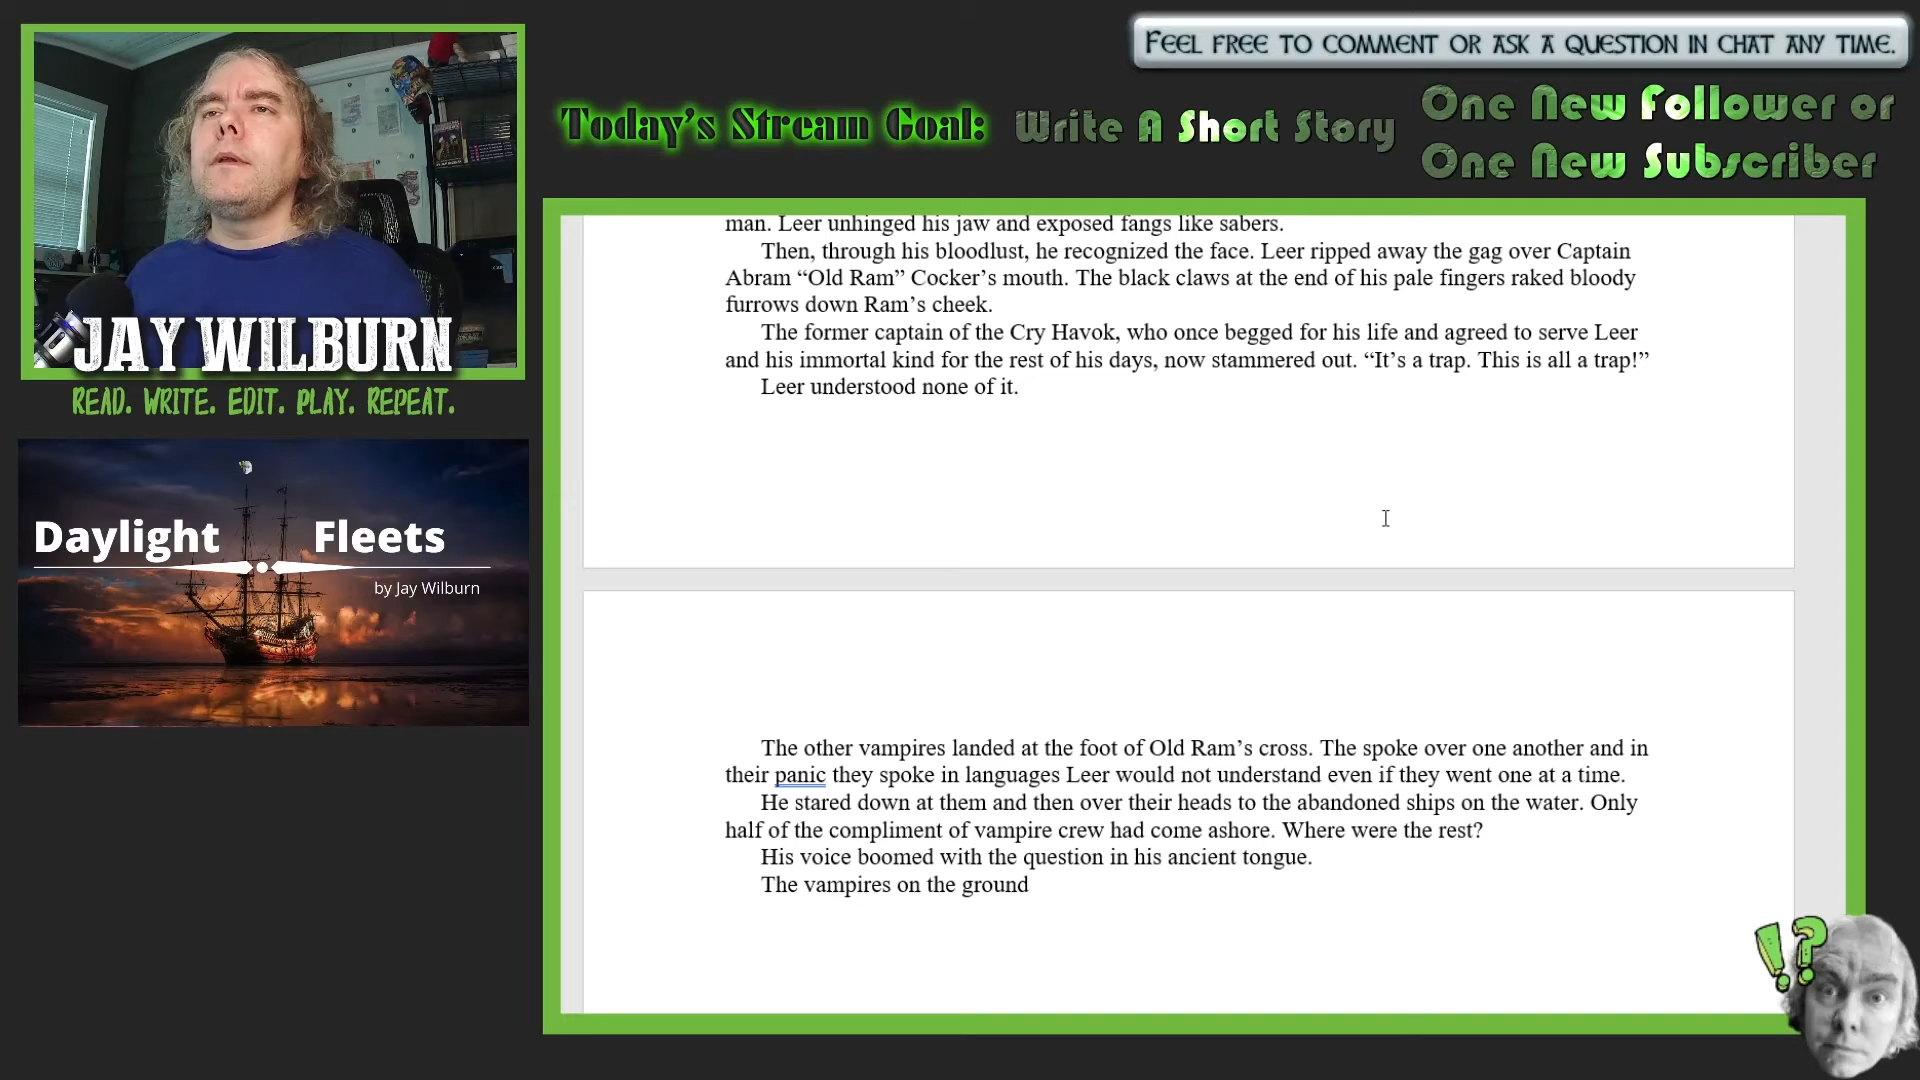 FEEL FREE TO COMMENT OR ASK A QUESTION IN CHAT ANY TIME.
Today's Stream Goal:
Write A Short Story
One New Follower or
One New Subscriber
JAY WILBURN
READ. WRITE. EDIT. PLAY. REPEAT.
Daylight Fleets
by Jay Wilburn
man. Leer unhinged his jaw and exposed fangs like sabers.
Then, through his bloodlust, he recognized the face. Leer ripped away the gag over Captain
Abram “Old Ram” Cocker’s mouth. The black claws at the end of his pale fingers raked bloody
furrows down Ram’s cheek.
The former captain of the Cry Havok, who once begged for his life and agreed to serve Leer
and his immortal kind for the rest of his days, now stammered out. “It’s a trap. This is all a trap!”
Leer understood none of it.
The other vampires landed at the foot of Old Ram’s cross. The spoke over one another and in
their panic they spoke in languages Leer would not understand even if they went one at a time.
He stared down at them and then over their heads to the abandoned ships on the water. Only
half of the compliment of vampire crew had come ashore. Where were the rest?
His voice boomed with the question in his ancient tongue.
The vampires on the ground
!?